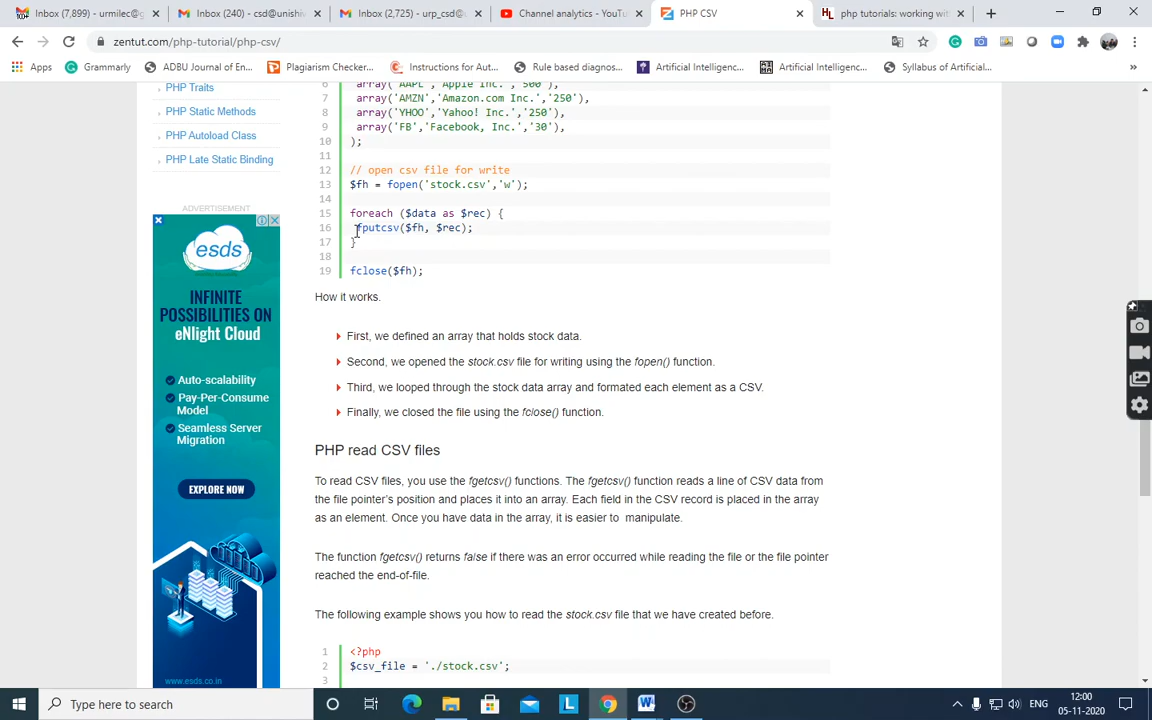 Inbox (7,899) - urmilec@g
Inbox (240) - csd@unishiv
Inbox (2,725) - urp_csd@u
Channel analytics - YouTu
PHP CSV
php tutorials: working wit
zentut.com/php-tutorial/php-csv/
Apps
Grammarly
ADBU Journal of En...
Plagiarism Checker...
Instructions for Aut...
Rule based diagnos...
Artificial Intelligenc...
Artificial Intelligenc...
Syllabus of Artificial...
PHP Traits
PHP Static Methods
PHP Autoload Class
PHP Late Static Binding
ADVERTISEMENT
esds
INFINITE
POSSIBILITIES ON
eNlight Cloud
Auto-scalability
Pay-Per-Consume
Model
Seamless Server
Migration
EXPLORE NOW
www.esds.co.in
6 array('AAPL','Apple Inc.','500'),
7 array('AMZN','Amazon.com Inc.','250'),
8 array('YHOO','Yahoo! Inc.','250'),
9 array('FB','Facebook, Inc.','30'),
10 );
11
12 // open csv file for write
13 $fh = fopen('stock.csv','w');
14
15 foreach ($data as $rec) {
16 fputcsv($fh, $rec);
17 }
18
19 fclose($fh);
How it works.
First, we defined an array that holds stock data.
Second, we opened the stock.csv file for writing using the fopen() function.
Third, we looped through the stock data array and formated each element as a CSV.
Finally, we closed the file using the fclose() function.
PHP read CSV files
To read CSV files, you use the fgetcsv() functions. The fgetcsv() function reads a line of CSV data from
the file pointer's position and places it into an array. Each field in the CSV record is placed in the array
as an element. Once you have data in the array, it is easier to manipulate.
The function fgetcsv() returns false if there was an error occurred while reading the file or the file pointer
reached the end-of-file.
The following example shows you how to read the stock.csv file that we have created before.
1 <?php
2 $csv_file = './stock.csv';
3
Type here to search
ENG
12:00
05-11-2020